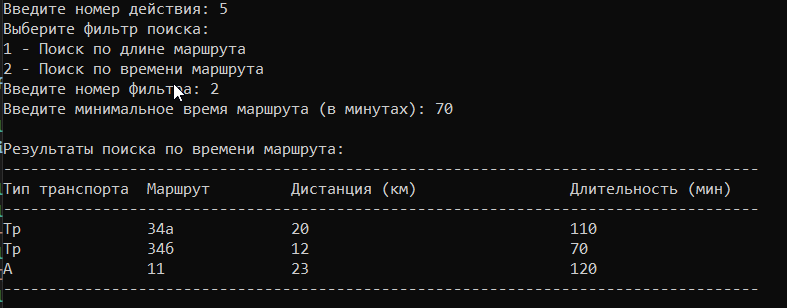 Введите номер действия: 5
Выберите фильтр поиска:
1 - Поиск по длине маршрута
2 - Поиск по времени маршрута
Введите номер фильтра: 2
Введите минимальное время маршрута (в минутах): 70
Результаты поиска по времени маршрута:
------------------------------------------------------------------------------------
Тип транспорта  Маршрут         Дистанция (км)                 Длительность (мин)
------------------------------------------------------------------------------------
Тр              34а             20                             110
Тр              34б             12                             70
А               11              23                             120
------------------------------------------------------------------------------------